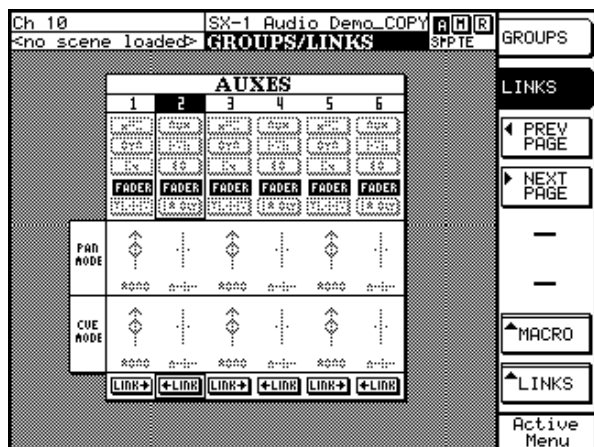 Ch 10
SX-1 Audio Demo_COPY
A M R
<no scene loaded>
GROUPS/LINKS
SMPTE
GROUPS
LINKS
PREV
PAGE
NEXT
PAGE
MACRO
LINKS
Active
Menu
AUXES
1 2 3 4 5 6
FADER FADER FADER FADER FADER FADER
PAN
MODE
CUE
MODE
LINK→ ←LINK LINK→ ←LINK LINK→ ←LINK